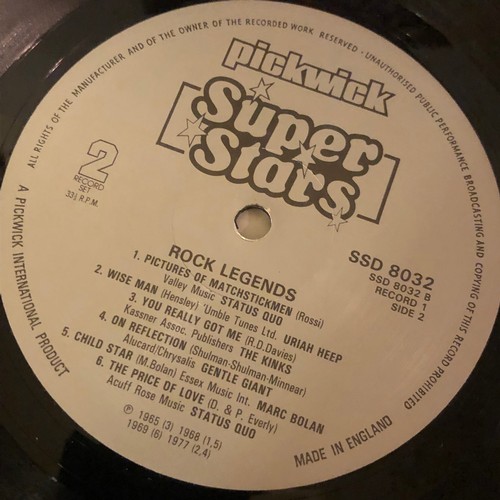 ALL RIGHTS OF THE MANUFACTURER AND OF THE OWNER OF THE RECORDED WORK RESERVED - UNAUTHORISED PUBLIC PERFORMANCE BROADCASTING AND COPYING OF THIS RECORD PROHIBITED
pickwick
Super
Stars
2
RECORD
SET
33⅓ R.P.M.
A PICKWICK INTERNATIONAL PRODUCT
SSD 8032
SSD 8032 B
RECORD 1
SIDE 2
ROCK LEGENDS
1. PICTURES OF MATCHSTICKMEN (Rossi)
Valley Music STATUS QUO
2. WISE MAN (Hensley) 'Umble Tunes Ltd. URIAH HEEP
3. YOU REALLY GOT ME (R.D.Davies)
Kassner Assoc. Publishers THE KINKS
4. ON REFLECTION (Shulman-Shulman-Minnear)
Alucard/Chrysalis GENTLE GIANT
5. CHILD STAR (M.Bolan) Essex Music Int. MARC BOLAN
6. THE PRICE OF LOVE (D. & P. Everly)
Acuff Rose Music STATUS QUO
℗ 1965 (3) 1968 (1,5)
1969 (6) 1977 (2,4)
MADE IN ENGLAND